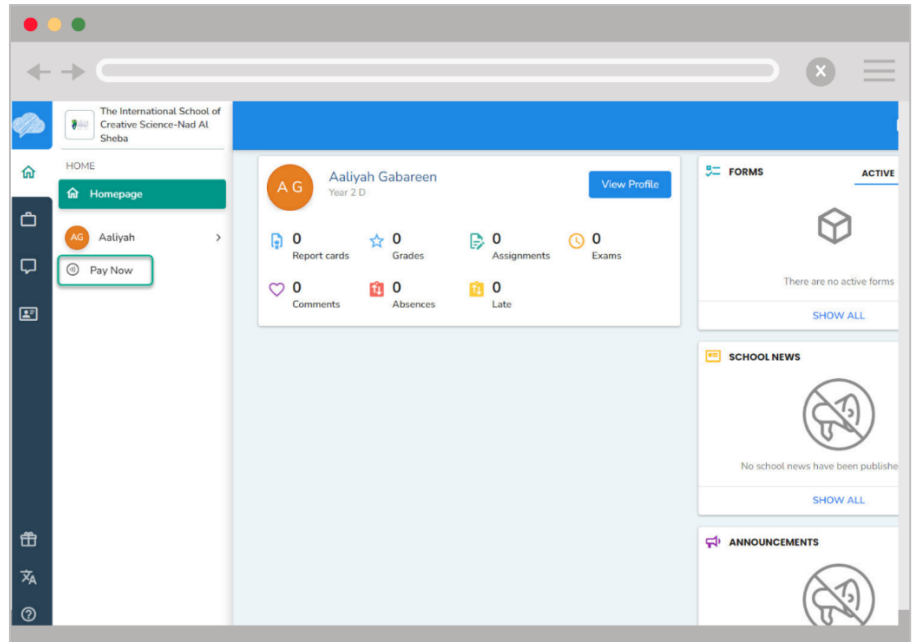 The International School of
Creative Science-Nad Al
Sheba
HOME
Homepage
AG Aaliyah
Pay Now
A G
Aaliyah Gabareen
Year 2 D
View Profile
0 Report cards
0 Grades
0 Assignments
0 Exams
0 Comments
0 Absences
0 Late
FORMS
ACTIVE
There are no active forms
SHOW ALL
SCHOOL NEWS
No school news have been publishe
SHOW ALL
ANNOUNCEMENTS